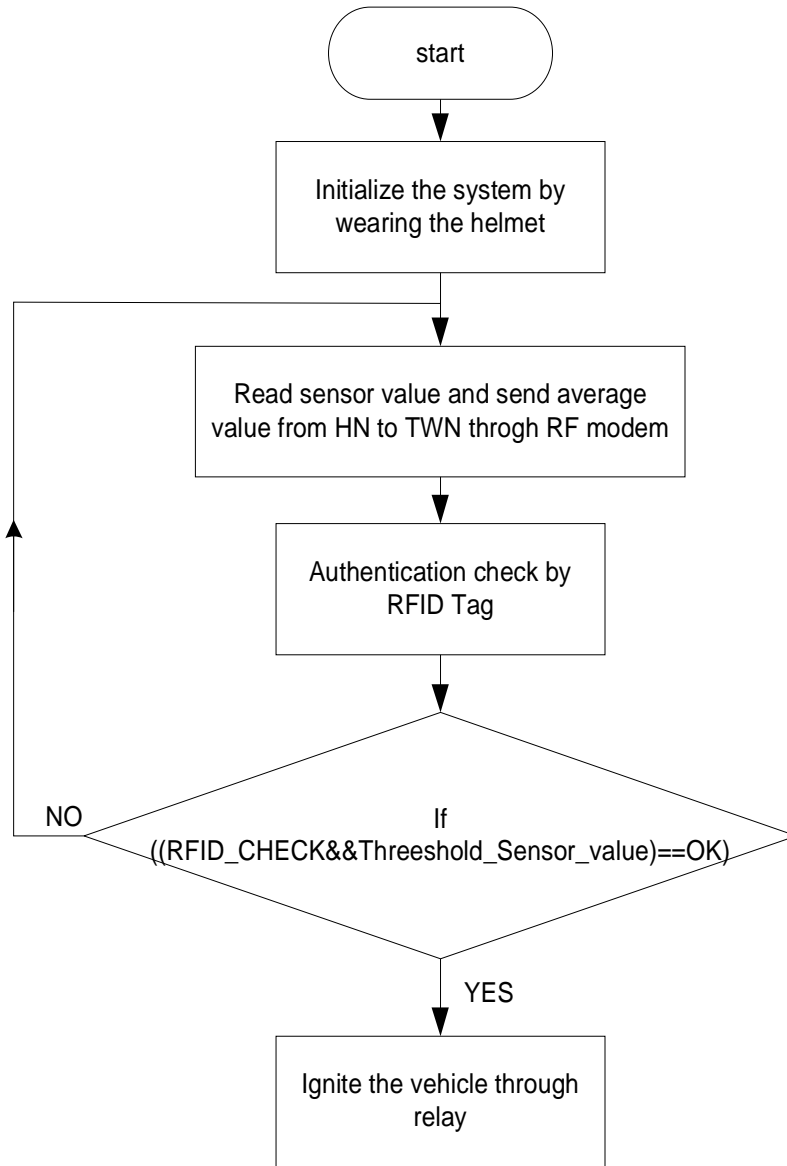 start
Initialize the system by
wearing the helmet
Read sensor value and send average
value from HN to TWN throgh RF modem
Authentication check by
RFID Tag
NO
If
((RFID_CHECK&&Threeshold_Sensor_value)==OK)
YES
Ignite the vehicle through
relay